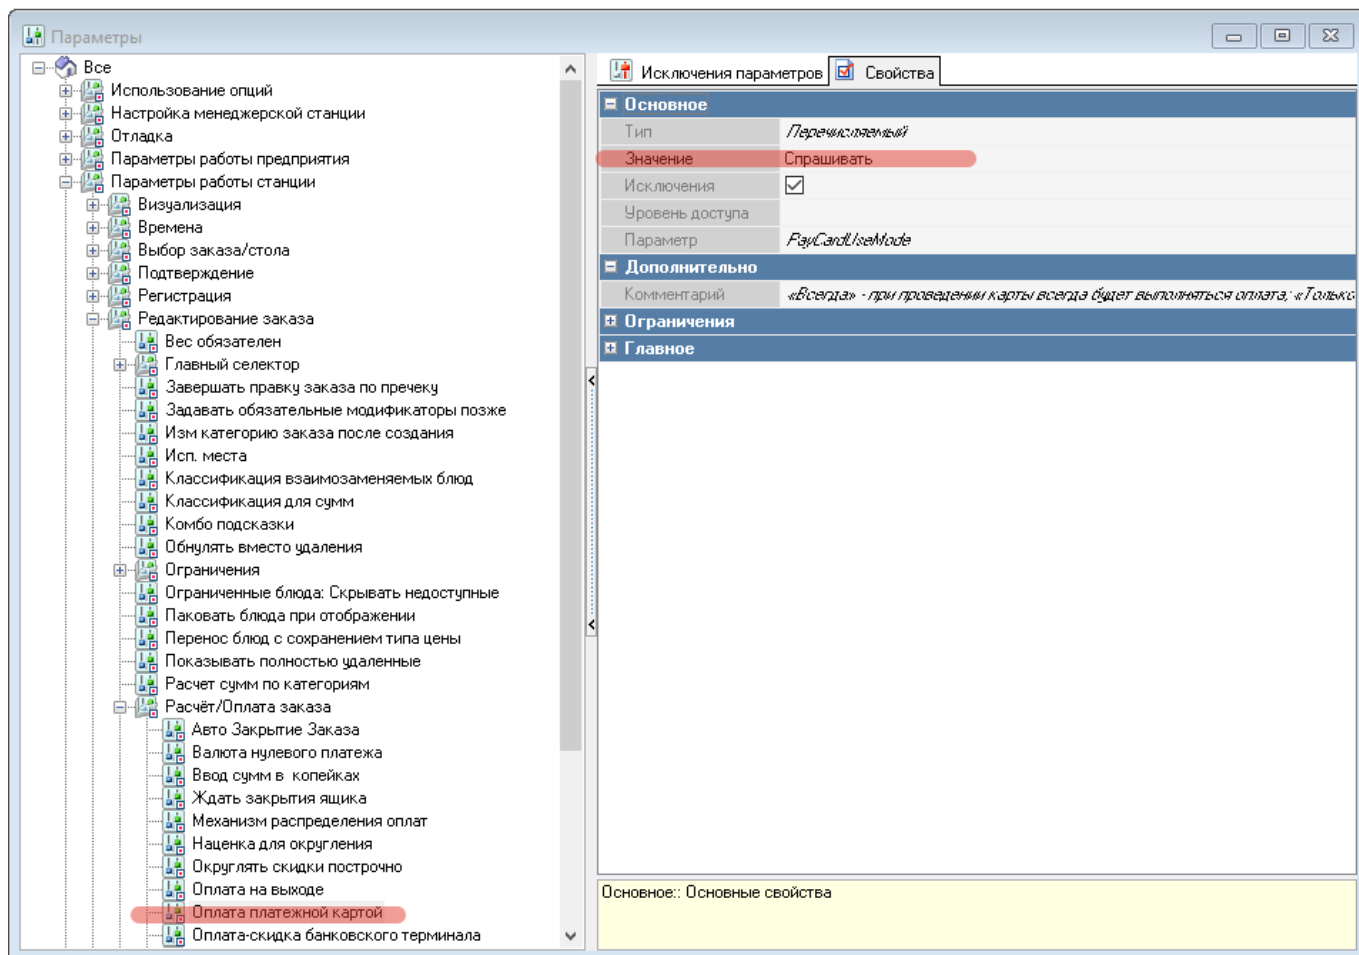 Параметры
Все
Использование опций
Настройка менеджерской станции
Отладка
Параметры работы предприятия
Параметры работы станции
Визуализация
Времена
Выбор заказа/стола
Подтверждение
Регистрация
Редактирование заказа
Вес обязателен
Главный селектор
Завершать правку заказа по пречеку
Задавать обязательные модификаторы позже
Изм категорию заказа после создания
Исп. места
Классификация взаимозаменяемых блюд
Классификация для сумм
Комбо подсказки
Обнулять вместо удаления
Ограничения
Ограниченные блюда: Скрывать недоступные
Паковать блюда при отображении
Перенос блюд с сохранением типа цены
Показывать полностью удаленные
Расчет сумм по категориям
Расчёт/Оплата заказа
Авто Закрытие Заказа
Валюта нулевого платежа
Ввод сумм в  копейках
Ждать закрытия ящика
Механизм распределения оплат
Наценка для округления
Округлять скидки построчно
Оплата на выходе
Оплата платежной картой
Оплата-скидка банковского терминала
Исключения параметров Свойства
Основное
Тип Перечисляемый
Значение Спрашивать
Исключения
Уровень доступа
Параметр PayCardUseMode
Дополнительно
Комментарий «Всегда» - при проведении карты всегда будет выполняться оплата; «Только
Ограничения
Главное
Основное:: Основные свойства